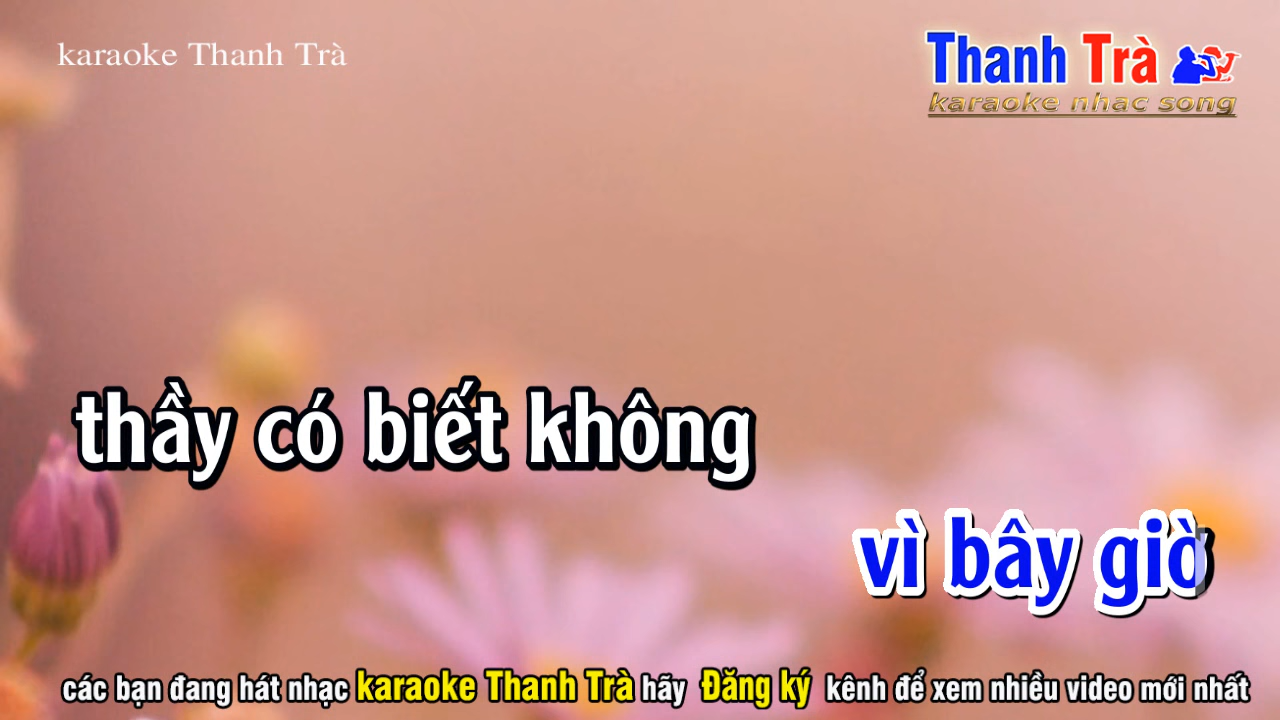 karaoke Thanh Trà
Thanh Trà
karaoke nhac song
thầy có biết không
vì bây giờ
các bạn đang hát nhạc karaoke Thanh Trà hãy Đăng ký kênh để xem nhiều video mới nhất